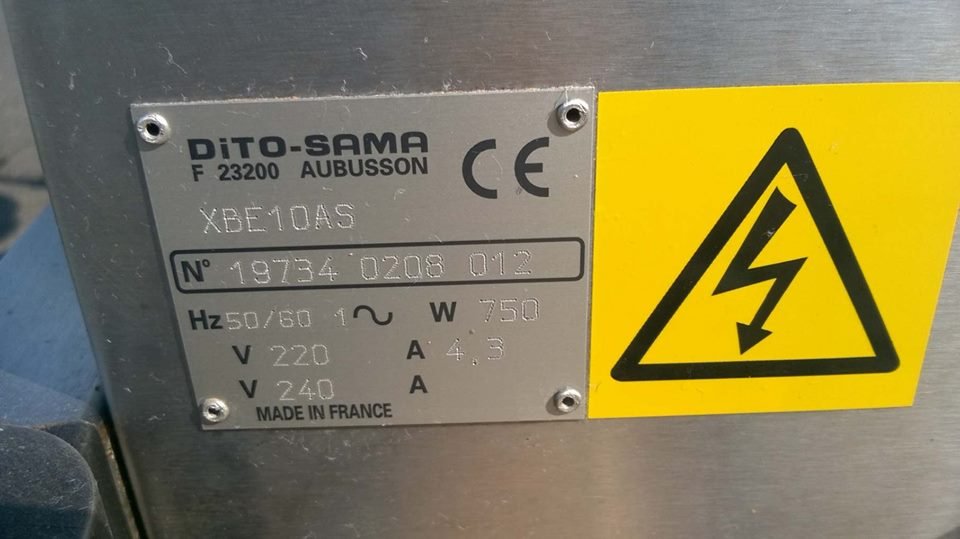 DiTO-SAMA
F 23200 AUBUSSON
CE
XBE10AS
N° 19734 0208 012
Hz 50/60 1~ W 750
V 220 A 4,3
V 240 A
MADE IN FRANCE